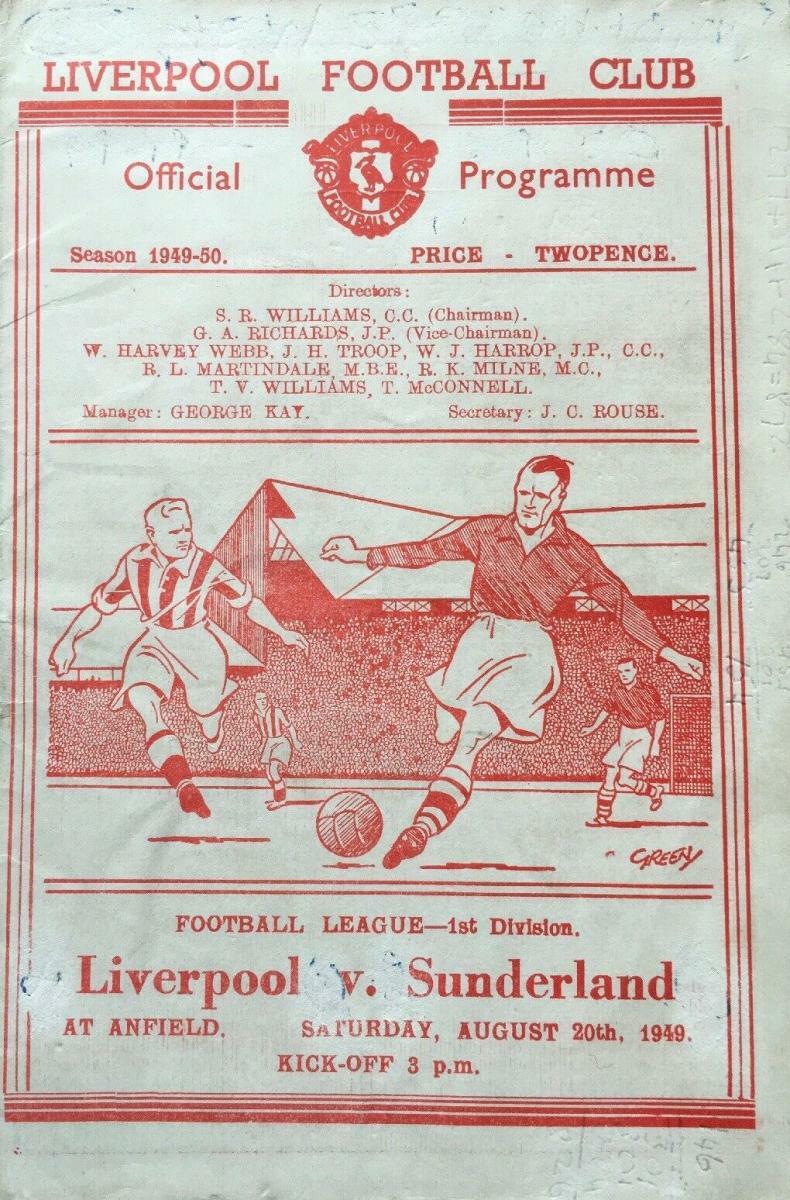 LIVERPOOL FOOTBALL CLUB
LIVERPOOL
FOOTBALL CLUB
Official Programme
Season 1949-50. PRICE - TWOPENCE.
Directors:
S. R. WILLIAMS, C.C. (Chairman).
G. A. RICHARDS, J.P. (Vice-Chairman).
W. HARVEY WEBB, J. H. TROOP, W. J. HARROP, J.P., C.C.,
R. L. MARTINDALE, M.B.E., R. K. MILNE, M.C.,
T. V. WILLIAMS, T. McCONNELL.
Manager: GEORGE KAY. Secretary: J. C. ROUSE.
GREEN
FOOTBALL LEAGUE—1st Division.
Liverpool v. Sunderland
AT ANFIELD. SATURDAY, AUGUST 20th, 1949.
KICK-OFF 3 p.m.